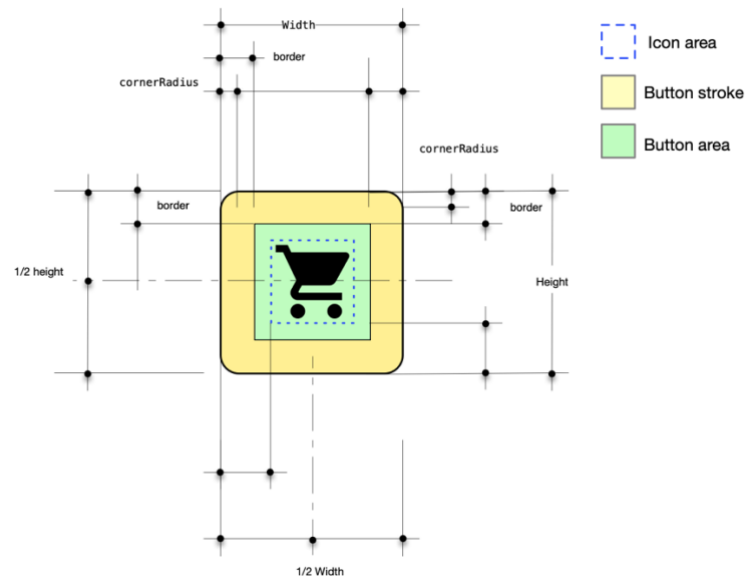 Width
border
cornerRadius
Icon area
Button stroke
Button area
cornerRadius
border
border
1/2 height
Height
1/2 Width